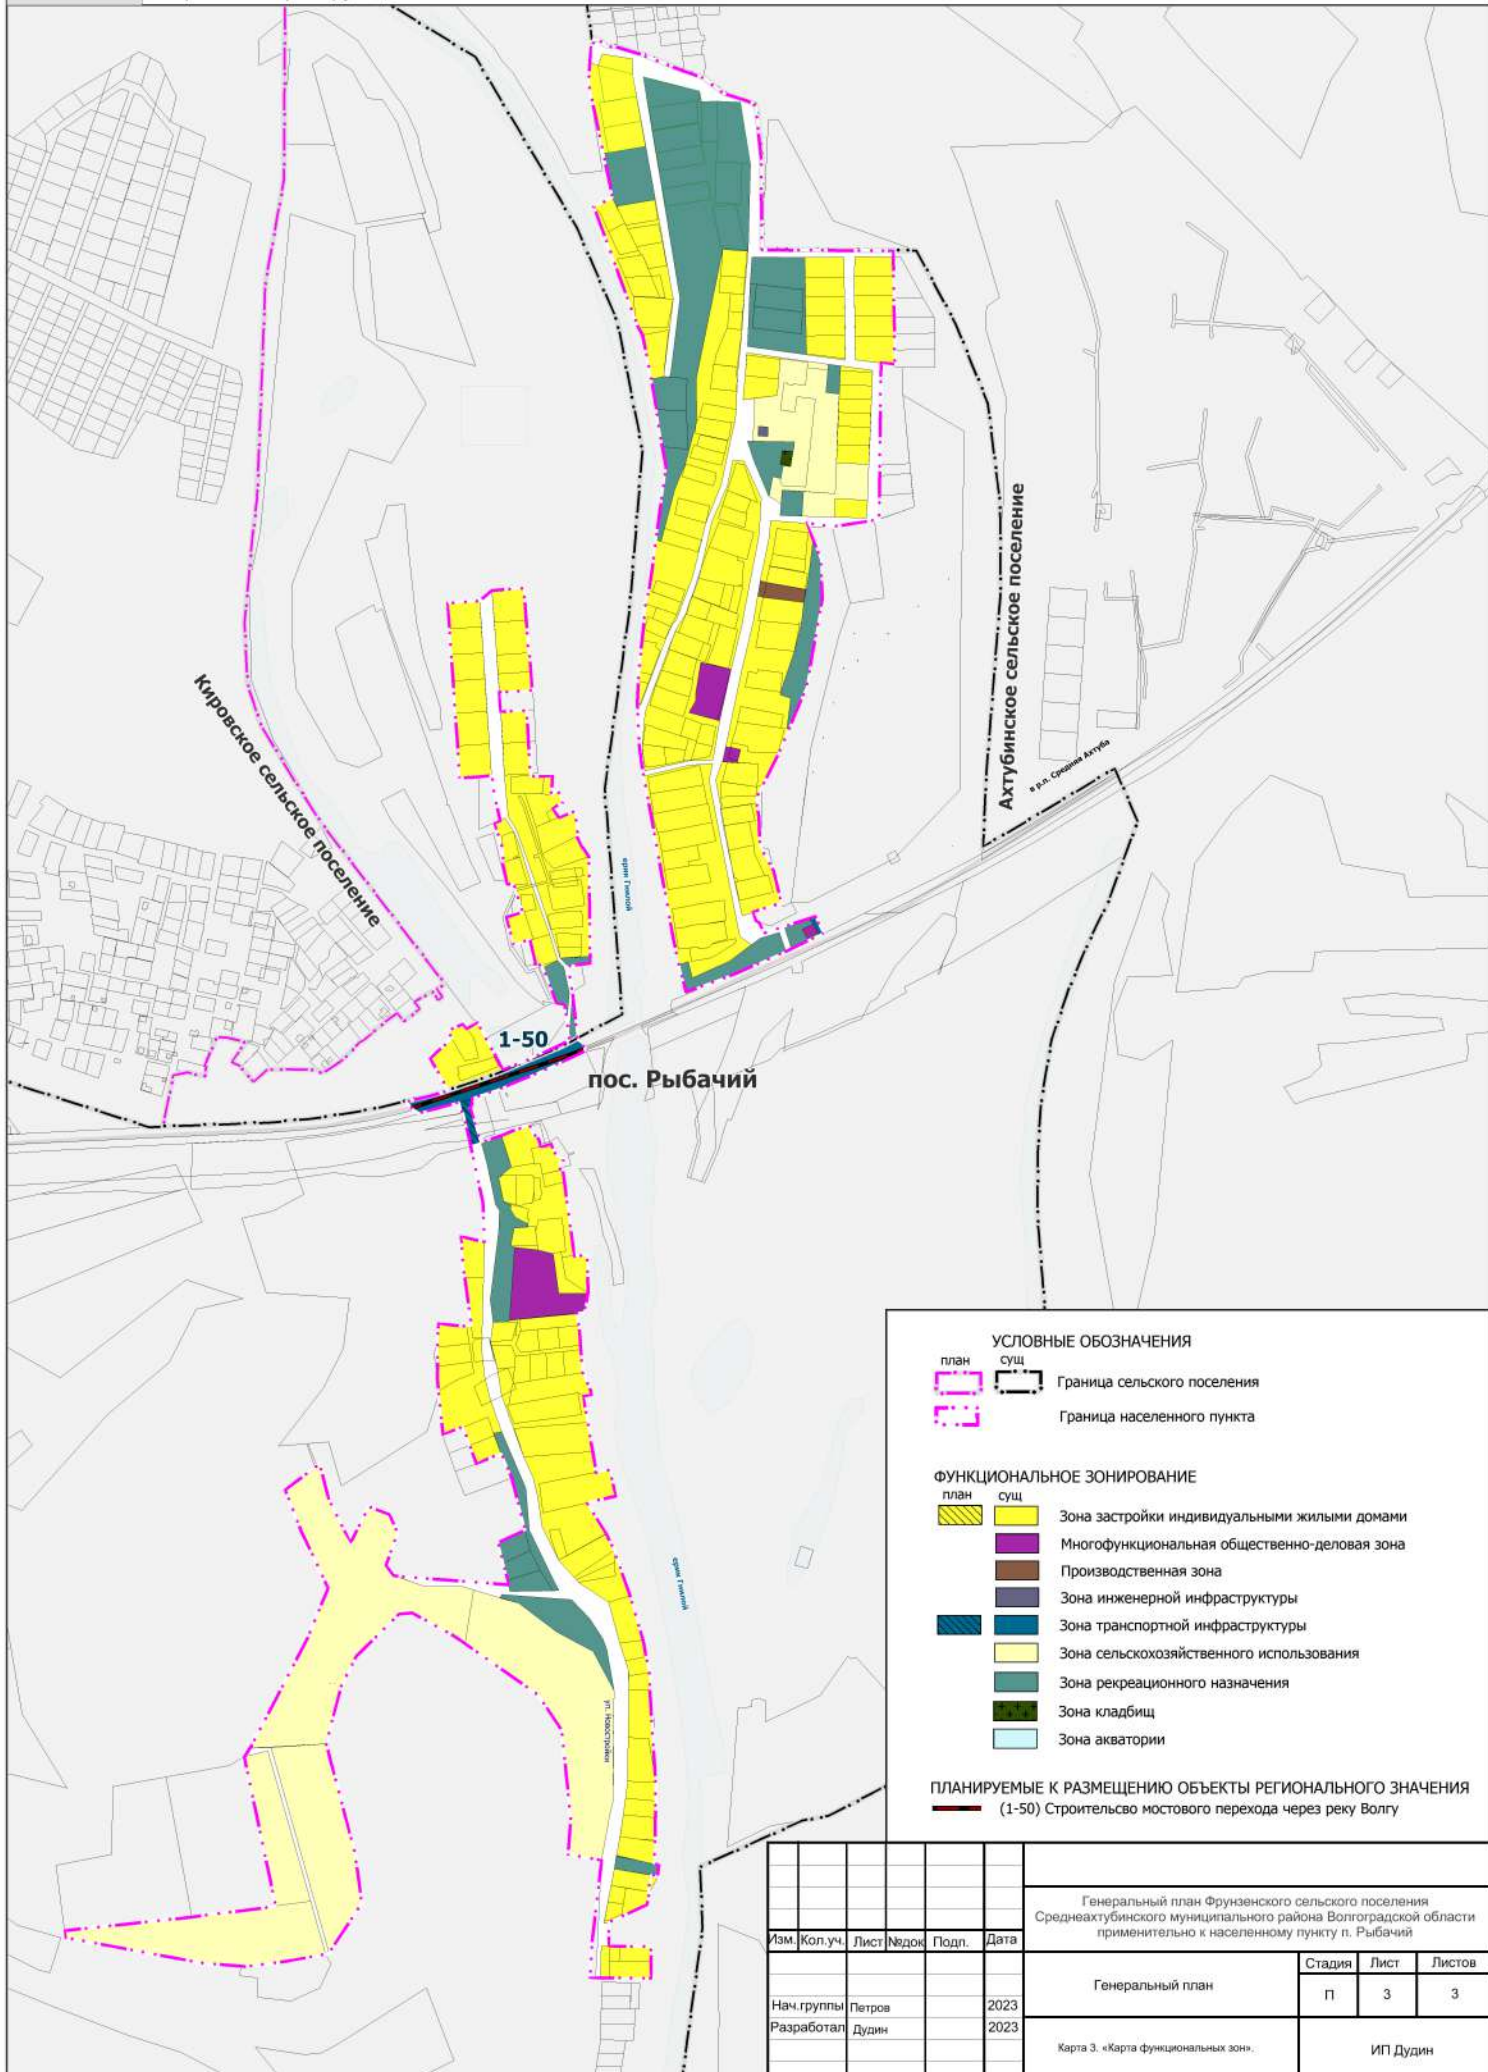 Кировское сельское поселение
Ахтубинское сельское поселение
в р.п. Средняя Ахтуба
ерик Гнилой
1-50
пос. Рыбачий
ерик Гнилой
ул. Новостройки
УСЛОВНЫЕ ОБОЗНАЧЕНИЯ
план сущ
Граница сельского поселения
Граница населенного пункта
ФУНКЦИОНАЛЬНОЕ ЗОНИРОВАНИЕ
план сущ
Зона застройки индивидуальными жилыми домами
Многофункциональная общественно-деловая зона
Производственная зона
Зона инженерной инфраструктуры
Зона транспортной инфраструктуры
Зона сельскохозяйственного использования
Зона рекреационного назначения
Зона кладбищ
Зона акватории
ПЛАНИРУЕМЫЕ К РАЗМЕЩЕНИЮ ОБЪЕКТЫ РЕГИОНАЛЬНОГО ЗНАЧЕНИЯ
(1-50) Строительсво мостового перехода через реку Волгу
Генеральный план Фрунзенского сельского поселения
Среднеахтубинского муниципального района Волгоградской области
применительно к населенному пункту п. Рыбачий
Изм. Кол.уч. Лист №док Подп. Дата
Генеральный план
Стадия Лист Листов
П 3 3
Нач.группы Петров 2023
Разработал Дудин 2023
Карта 3. «Карта функциональных зон».
ИП Дудин